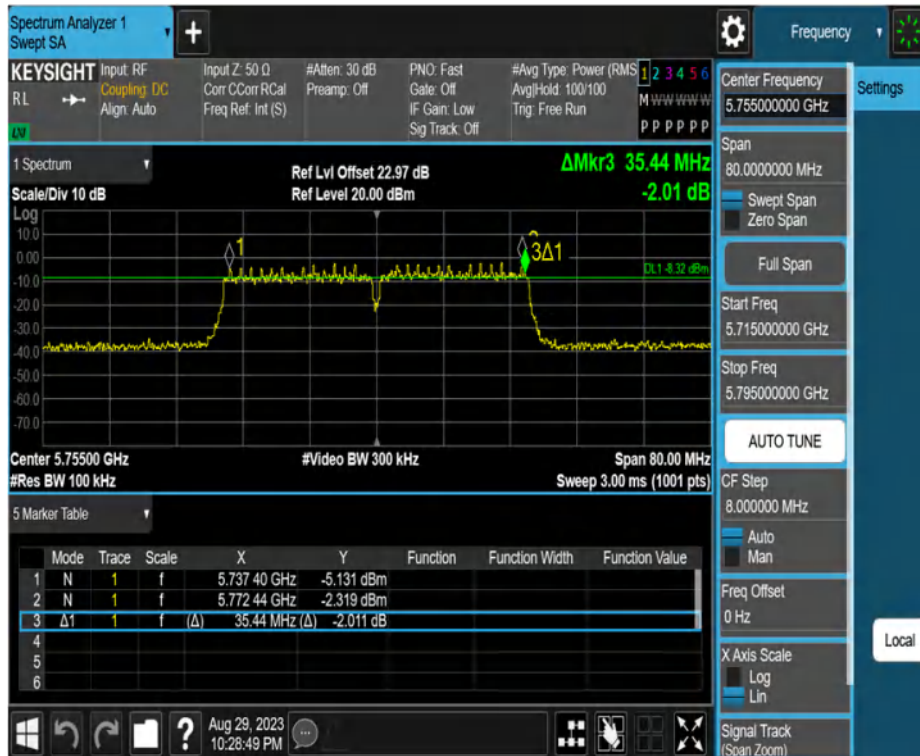 Spectrum Analyzer 1
Swept SA
+
Frequency
KEYSIGHT
RL
LNI
Input: RF
Coupling: DC
Align: Auto
Input Z: 50 Ω
Corr CCorr RCal
Freq Ref: Int (S)
#Atten: 30 dB
Preamp: Off
PNO: Fast
Gate: Off
IF Gain: Low
Sig Track: Off
#Avg Type: Power (RMS
Avg|Hold: 100/100
Trig: Free Run
1 2 3 4 5 6
M W W W W W
P P P P P P
1 Spectrum
Scale/Div 10 dB
Ref Lvl Offset 22.97 dB
Ref Level 20.00 dBm
ΔMkr3 35.44 MHz
-2.01 dB
Log
10.0
0.00
-10.0
-20.0
-30.0
-40.0
-50.0
-60.0
-70.0
1
3Δ1
DL1 -8.32 dBm
Center 5.75500 GHz
#Video BW 300 kHz
Span 80.00 MHz
#Res BW 100 kHz
Sweep 3.00 ms (1001 pts)
5 Marker Table
Mode Trace Scale X Y Function Function Width Function Value
1 N 1 f 5.737 40 GHz -5.131 dBm
2 N 1 f 5.772 44 GHz -2.319 dBm
3 Δ1 1 f (Δ) 35.44 MHz (Δ) -2.011 dB
4
5
6
?
Aug 29, 2023
10:28:49 PM
Center Frequency
5.755000000 GHz
Span
80.0000000 MHz
Swept Span
Zero Span
Full Span
Start Freq
5.715000000 GHz
Stop Freq
5.795000000 GHz
AUTO TUNE
CF Step
8.000000 MHz
Auto
Man
Freq Offset
0 Hz
X Axis Scale
Log
Lin
Signal Track
(Span Zoom)
Settings
Local